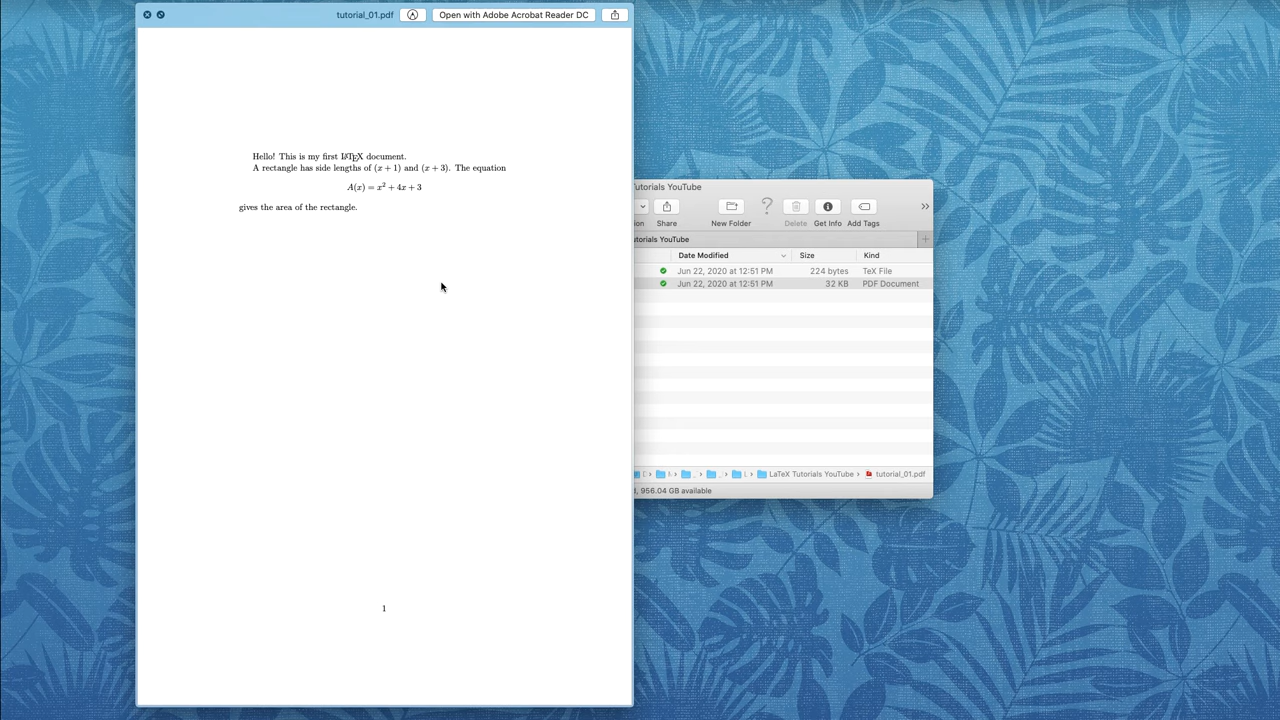 tutorial_01.pdf
Open with Adobe Acrobat Reader DC
Hello! This is my first LaTeX document.
A rectangle has side lengths of (x + 1) and (x + 3). The equation
A(x) = x² + 4x + 3
gives the area of the rectangle.
1
Tutorials YouTube
Share
New Folder
Delete
Get Info
Add Tags
Tutorials YouTube
Date Modified
Size
Kind
Jun 22, 2020 at 12:51 PM
224 bytes
TeX File
Jun 22, 2020 at 12:51 PM
32 KB
PDF Document
LaTeX Tutorials YouTube
tutorial_01.pdf
956.04 GB available